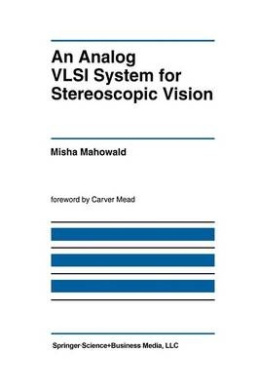 An Analog
VLSI System for
Stereoscopic Vision
Misha Mahowald
foreword by Carver Mead
Springer-Science+Business Media, LLC